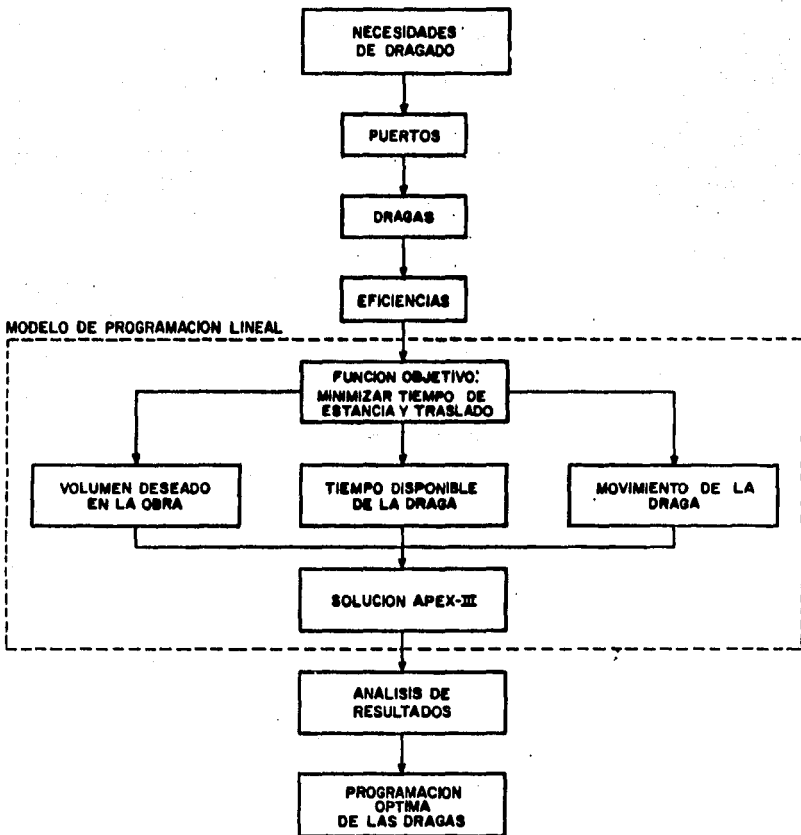 NECESIDADES
DE DRAGADO
PUERTOS
DRAGAS
EFICIENCIAS
MODELO DE PROGRAMACION LINEAL
FUNCION OBJETIVO:
MINIMIZAR TIEMPO DE
ESTANCIA Y TRASLADO
VOLUMEN DESEADO
EN LA OBRA
TIEMPO DISPONIBLE
DE LA DRAGA
MOVIMIENTO DE LA
DRAGA
SOLUCION APEX-III
ANALISIS DE
RESULTADOS
PROGRAMACION
OPTIMA
DE LAS DRAGAS